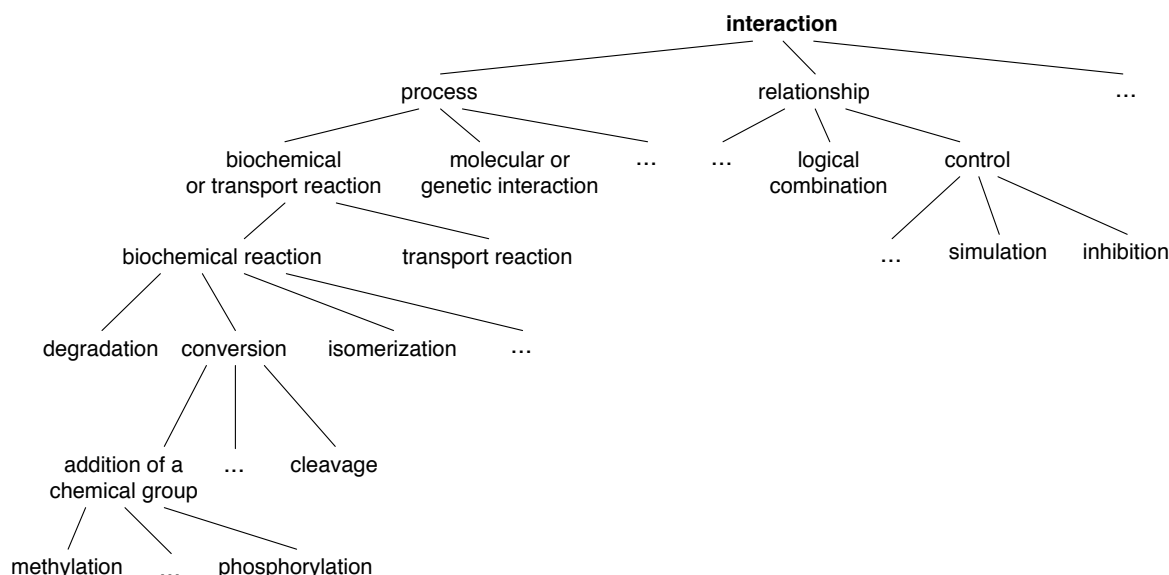 interaction
process
relationship
...
biochemical
or transport reaction
molecular or
genetic interaction
...
...
logical
combination
control
biochemical reaction
transport reaction
...
simulation
inhibition
degradation
conversion
isomerization
...
addition of a
chemical group
...
cleavage
methylation
...
phosphorylation